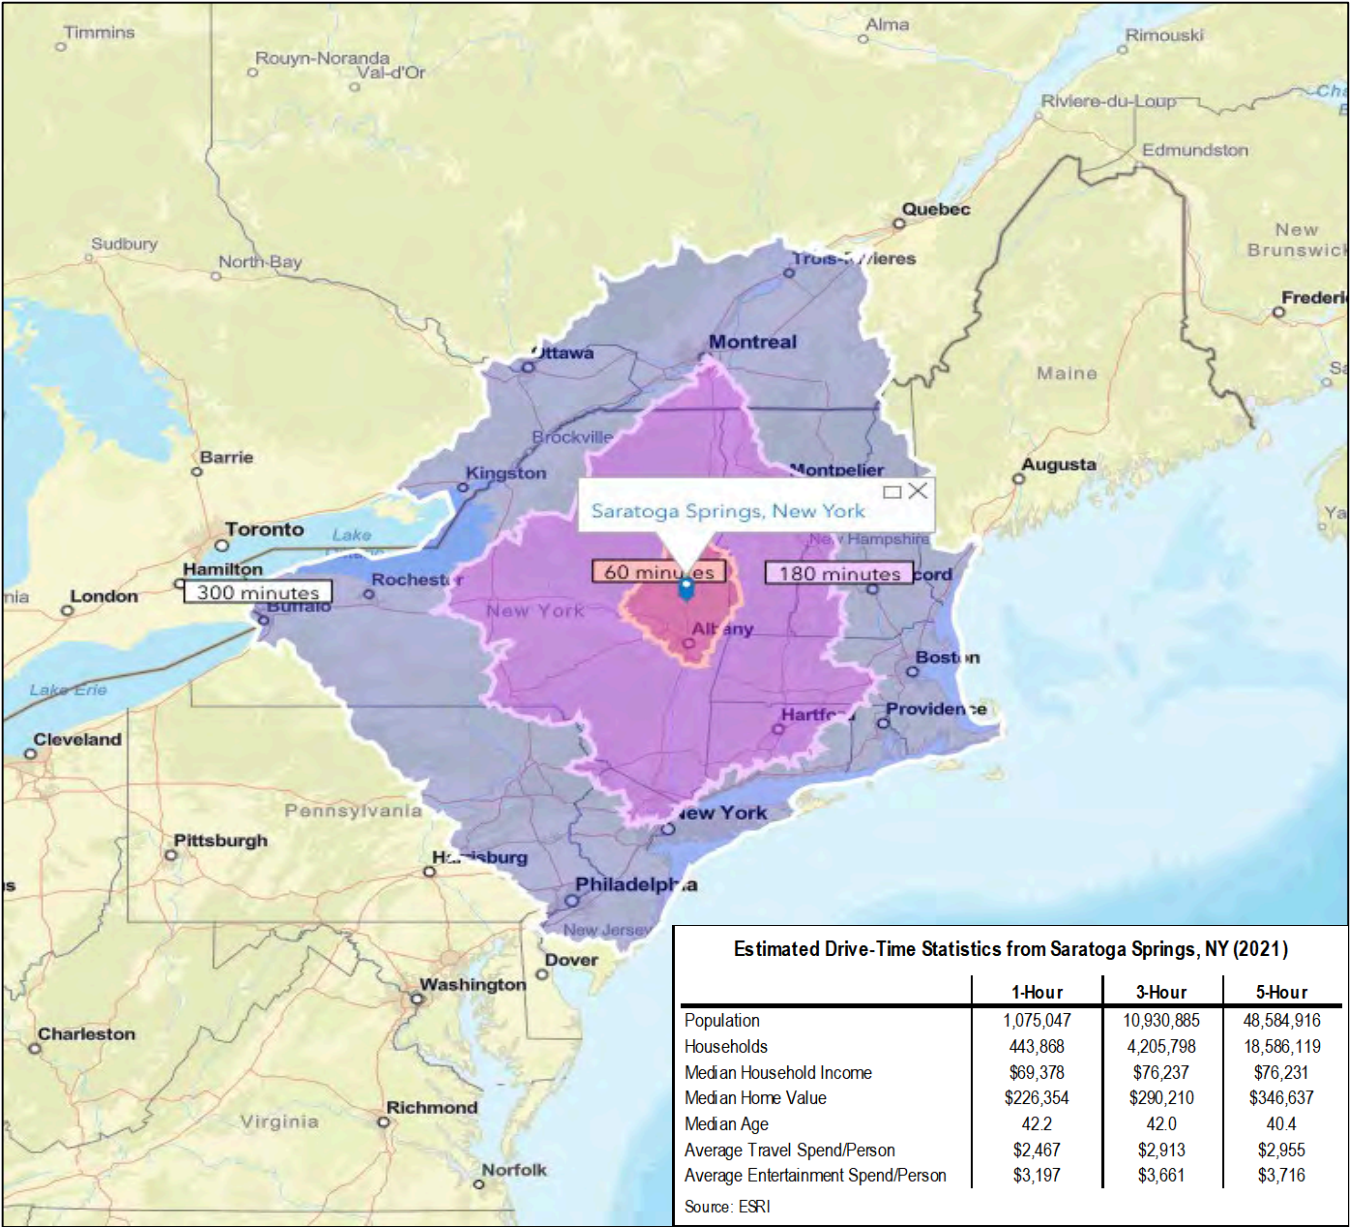 Timmins
Alma
Rimouski
Rouyn-Noranda
Val-d'Or
Riviere-du-Loup
Edmundston
Quebec
New
Brunswick
Sudbury
North-Bay
Trois-Rivieres
Frederi
Montreal
Ottawa
Maine
Brockville
Barrie
Kingston
Montpelier
Augusta
Saratoga Springs, New York
Toronto
Lake
New Hampshire
Hamilton
60 minutes
180 minutes
cord
Rochester
300 minutes
London
Buffalo
New York
Albany
Boston
Lake Erie
Hartford
Providence
Cleveland
Pennsylvania
New York
Pittsburgh
Harrisburg
Philadelphia
New Jersey
Dover
Washington
Charleston
Richmond
Virginia
Norfolk
Estimated Drive-Time Statistics from Saratoga Springs, NY (2021)
1-Hour 3-Hour 5-Hour
Population 1,075,047 10,930,885 48,584,916
Households 443,868 4,205,798 18,586,119
Median Household Income $69,378 $76,237 $76,231
Median Home Value $226,354 $290,210 $346,637
Median Age 42.2 42.0 40.4
Average Travel Spend/Person $2,467 $2,913 $2,955
Average Entertainment Spend/Person $3,197 $3,661 $3,716
Source: ESRI